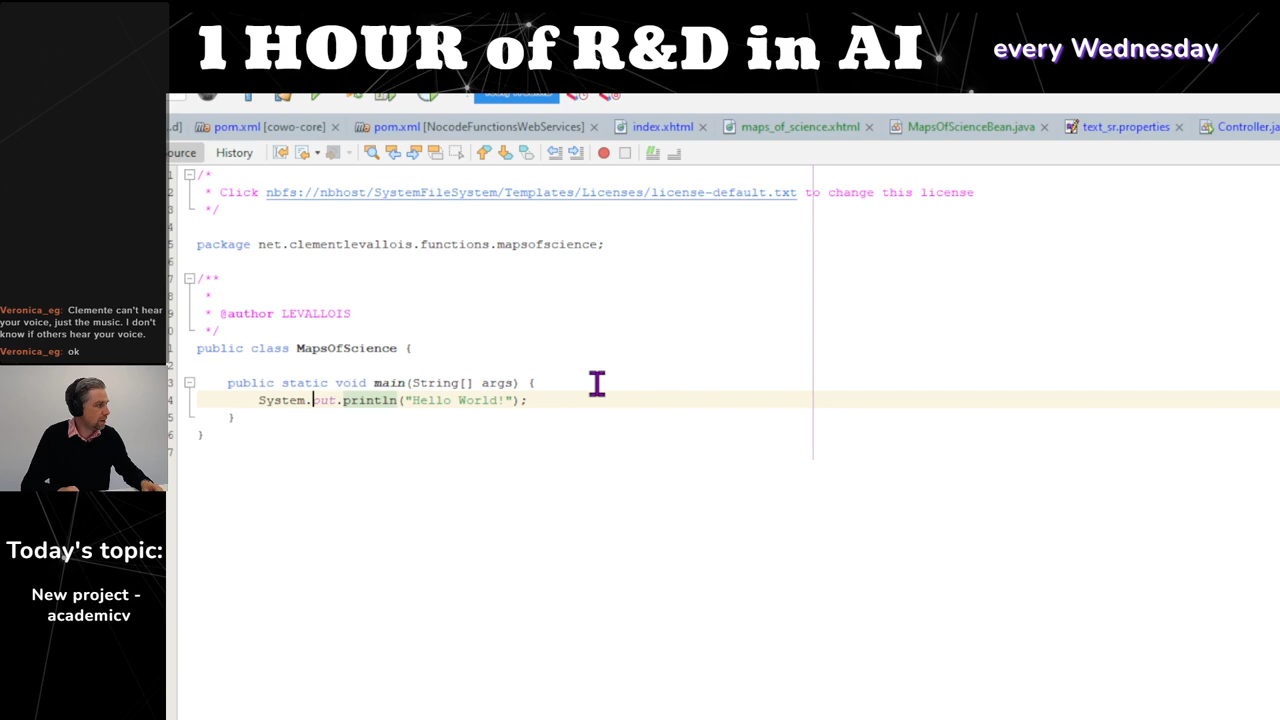 1 HOUR of R&D in AI
every Wednesday
pom.xml [cowo-core]
pom.xml [NocodeFunctionsWebServices]
index.xhtml
maps_of_science.xhtml
MapsOfScienceBean.java
text_sr.properties
Controller.ja
ource
History
/*
* Click nbfs://nbhost/SystemFileSystem/Templates/Licenses/license-default.txt to change this license
*/
package net.clementlevallois.functions.mapsofscience;
/**
*
* @author LEVALLOIS
*/
public class MapsOfScience {
public static void main(String[] args) {
System.out.println("Hello World!");
}
}
Veronica_eg: Clemente can't hear
your voice, just the music. I don't
know if others hear your voice.
Veronica_eg: ok
Today's topic:
New project -
academicv